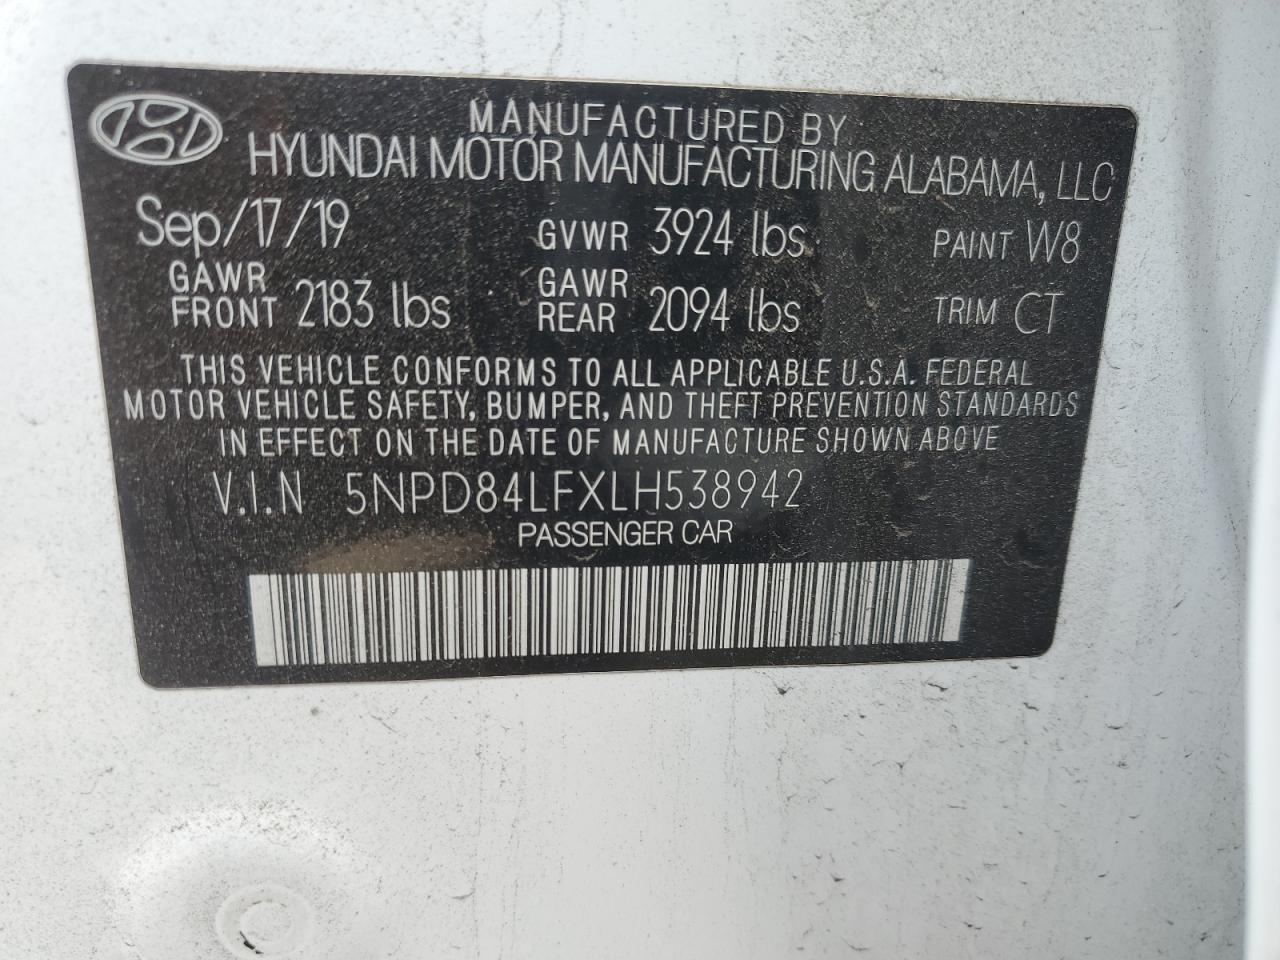 MANUFACTURED BY
HYUNDAI MOTOR MANUFACTURING ALABAMA, LLC
Sep/17/19 GVWR 3924 lbs PAINT W8
GAWR FRONT 2183 lbs GAWR REAR 2094 lbs TRIM CT
THIS VEHICLE CONFORMS TO ALL APPLICABLE U.S.A. FEDERAL
MOTOR VEHICLE SAFETY, BUMPER, AND THEFT PREVENTION STANDARDS
IN EFFECT ON THE DATE OF MANUFACTURE SHOWN ABOVE
V.I.N 5NPD84LFXLH538942
PASSENGER CAR